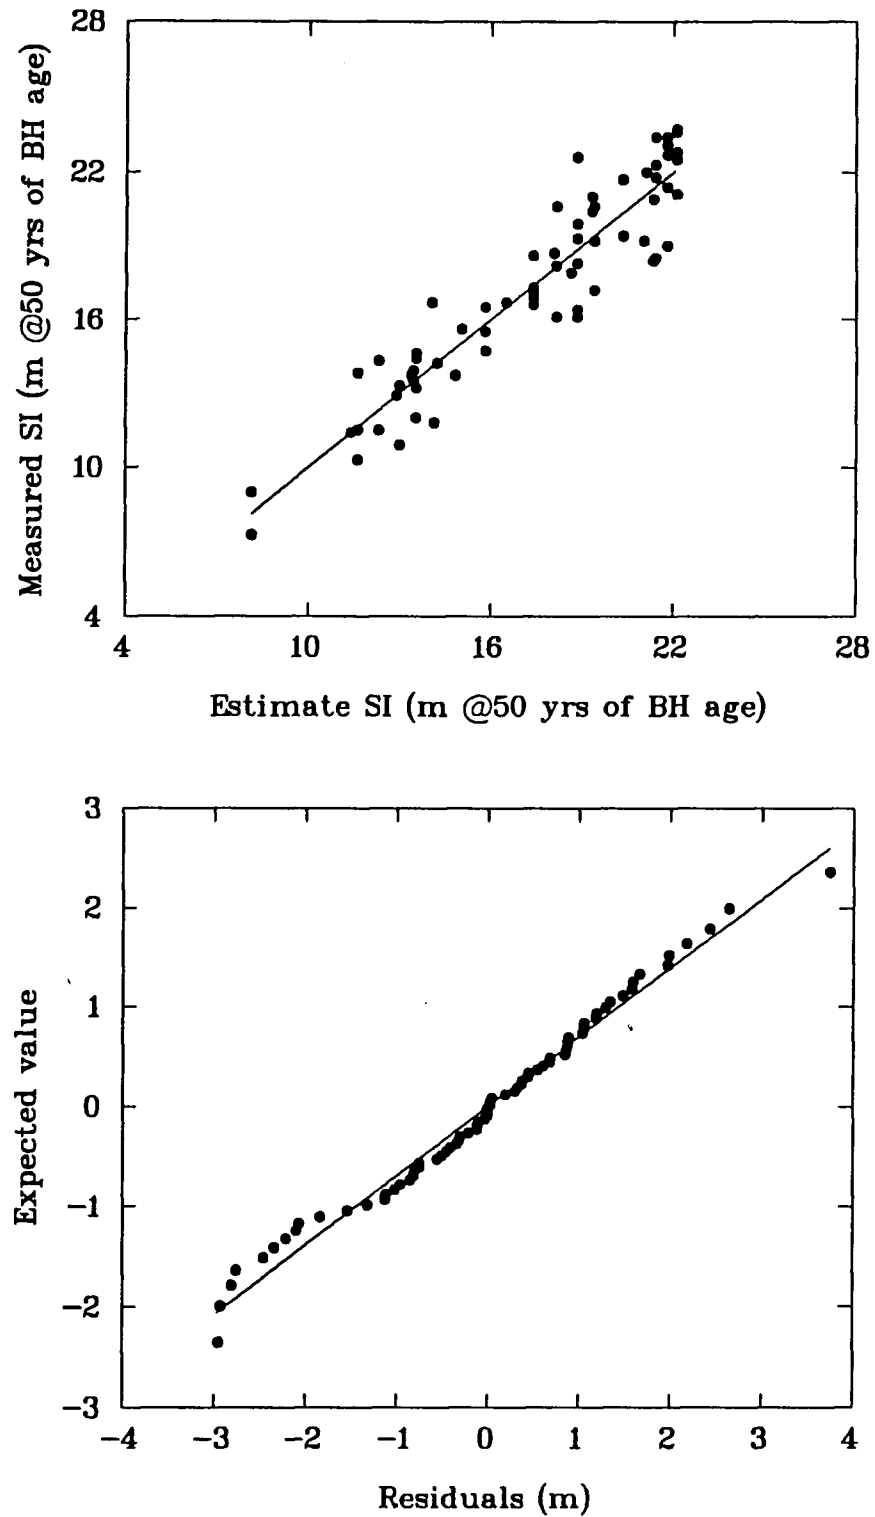 28
22
16
10
4
Measured SI (m @50 yrs of BH age)
4 10 16 22 28
Estimate SI (m @50 yrs of BH age)
3
2
1
0
−1
−2
−3
Expected value
−4 −3 −2 −1 0 1 2 3 4
Residuals (m)